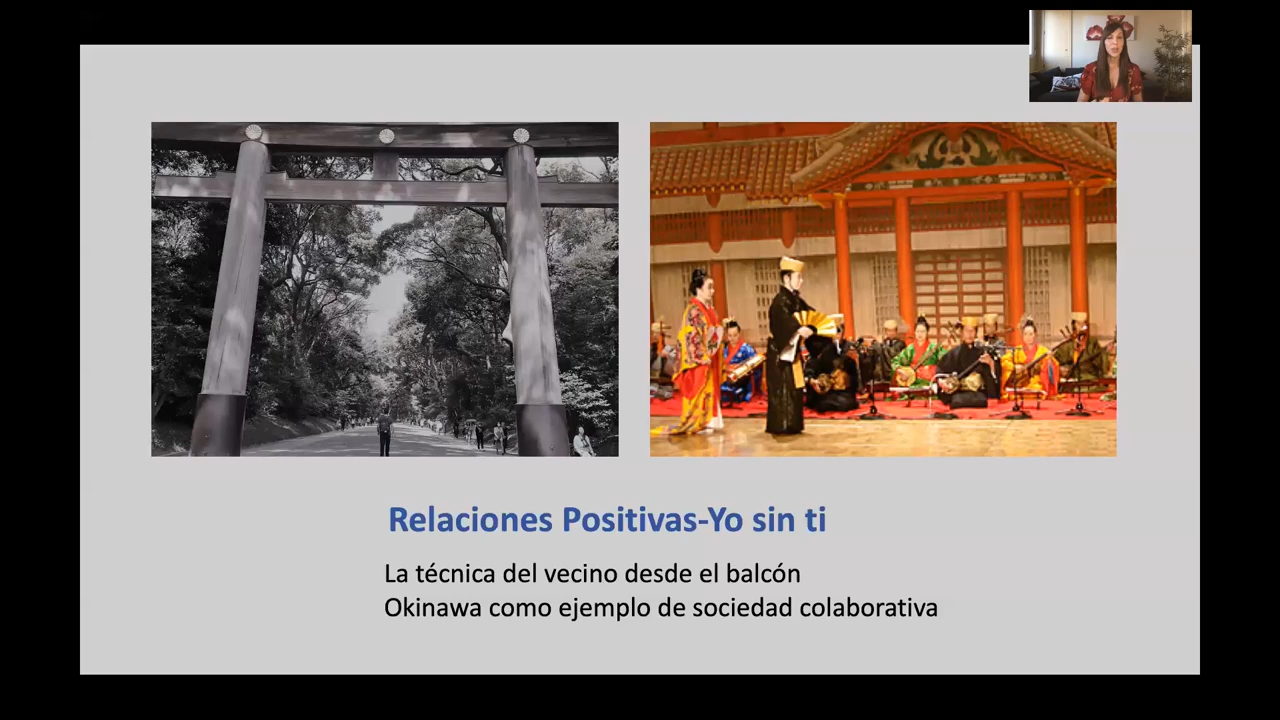 Relaciones Positivas-Yo sin ti
La técnica del vecino desde el balcón
Okinawa como ejemplo de sociedad colaborativa